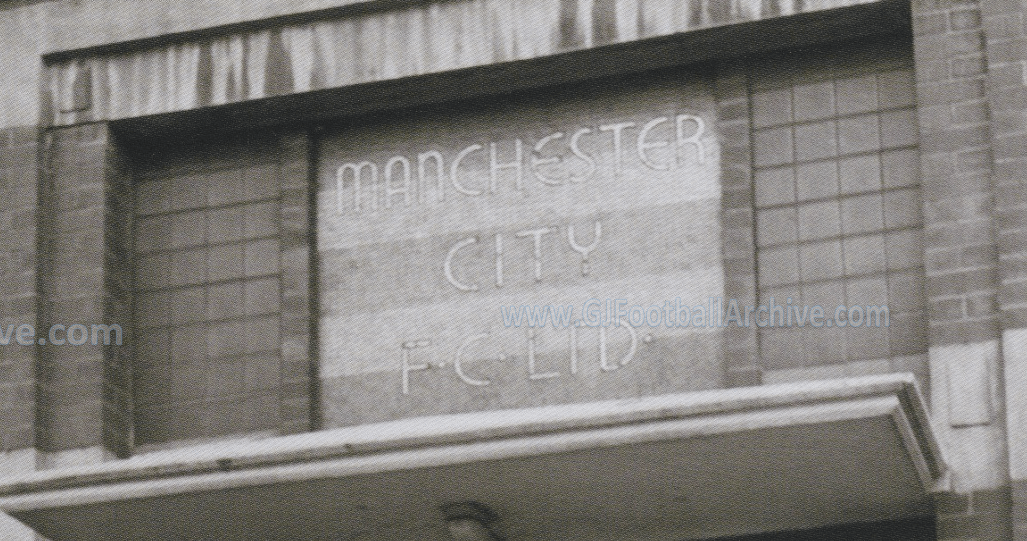 MANCHESTER
CITY
F·C· LTD·
www.GJFootballArchive.com
ve.com